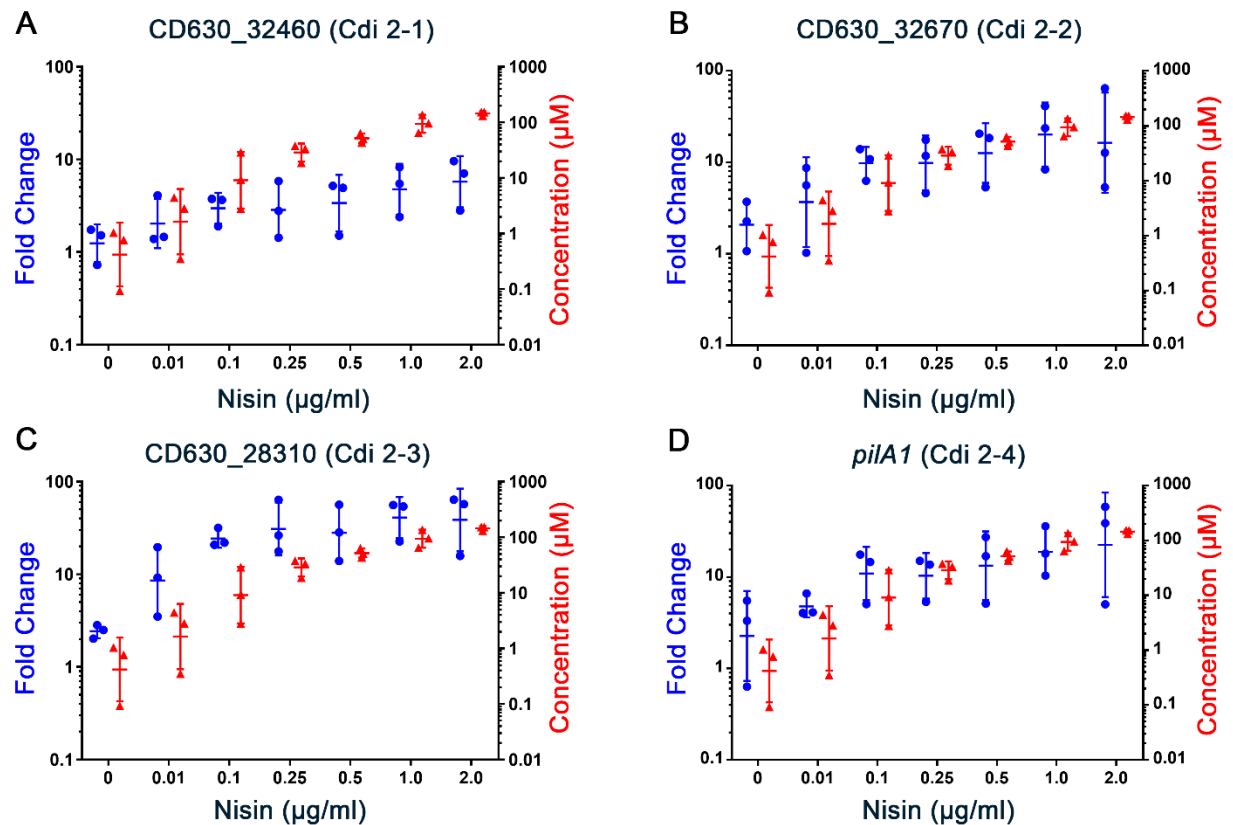 A
CD630_32460 (Cdi 2-1)
100
10
1
0.1
Fold Change
1000
100
10
1
0.1
0.01
Concentration (µM)
0 0.01 0.1 0.25 0.5 1.0 2.0
Nisin (µg/ml)
B
CD630_32670 (Cdi 2-2)
100
10
1
0.1
Fold Change
1000
100
10
1
0.1
0.01
Concentration (µM)
0 0.01 0.1 0.25 0.5 1.0 2.0
Nisin (µg/ml)
C
CD630_28310 (Cdi 2-3)
100
10
1
0.1
Fold Change
1000
100
10
1
0.1
0.01
Concentration (µM)
0 0.01 0.1 0.25 0.5 1.0 2.0
Nisin (µg/ml)
D
pilA1 (Cdi 2-4)
100
10
1
0.1
Fold Change
1000
100
10
1
0.1
0.01
Concentration (µM)
0 0.01 0.1 0.25 0.5 1.0 2.0
Nisin (µg/ml)